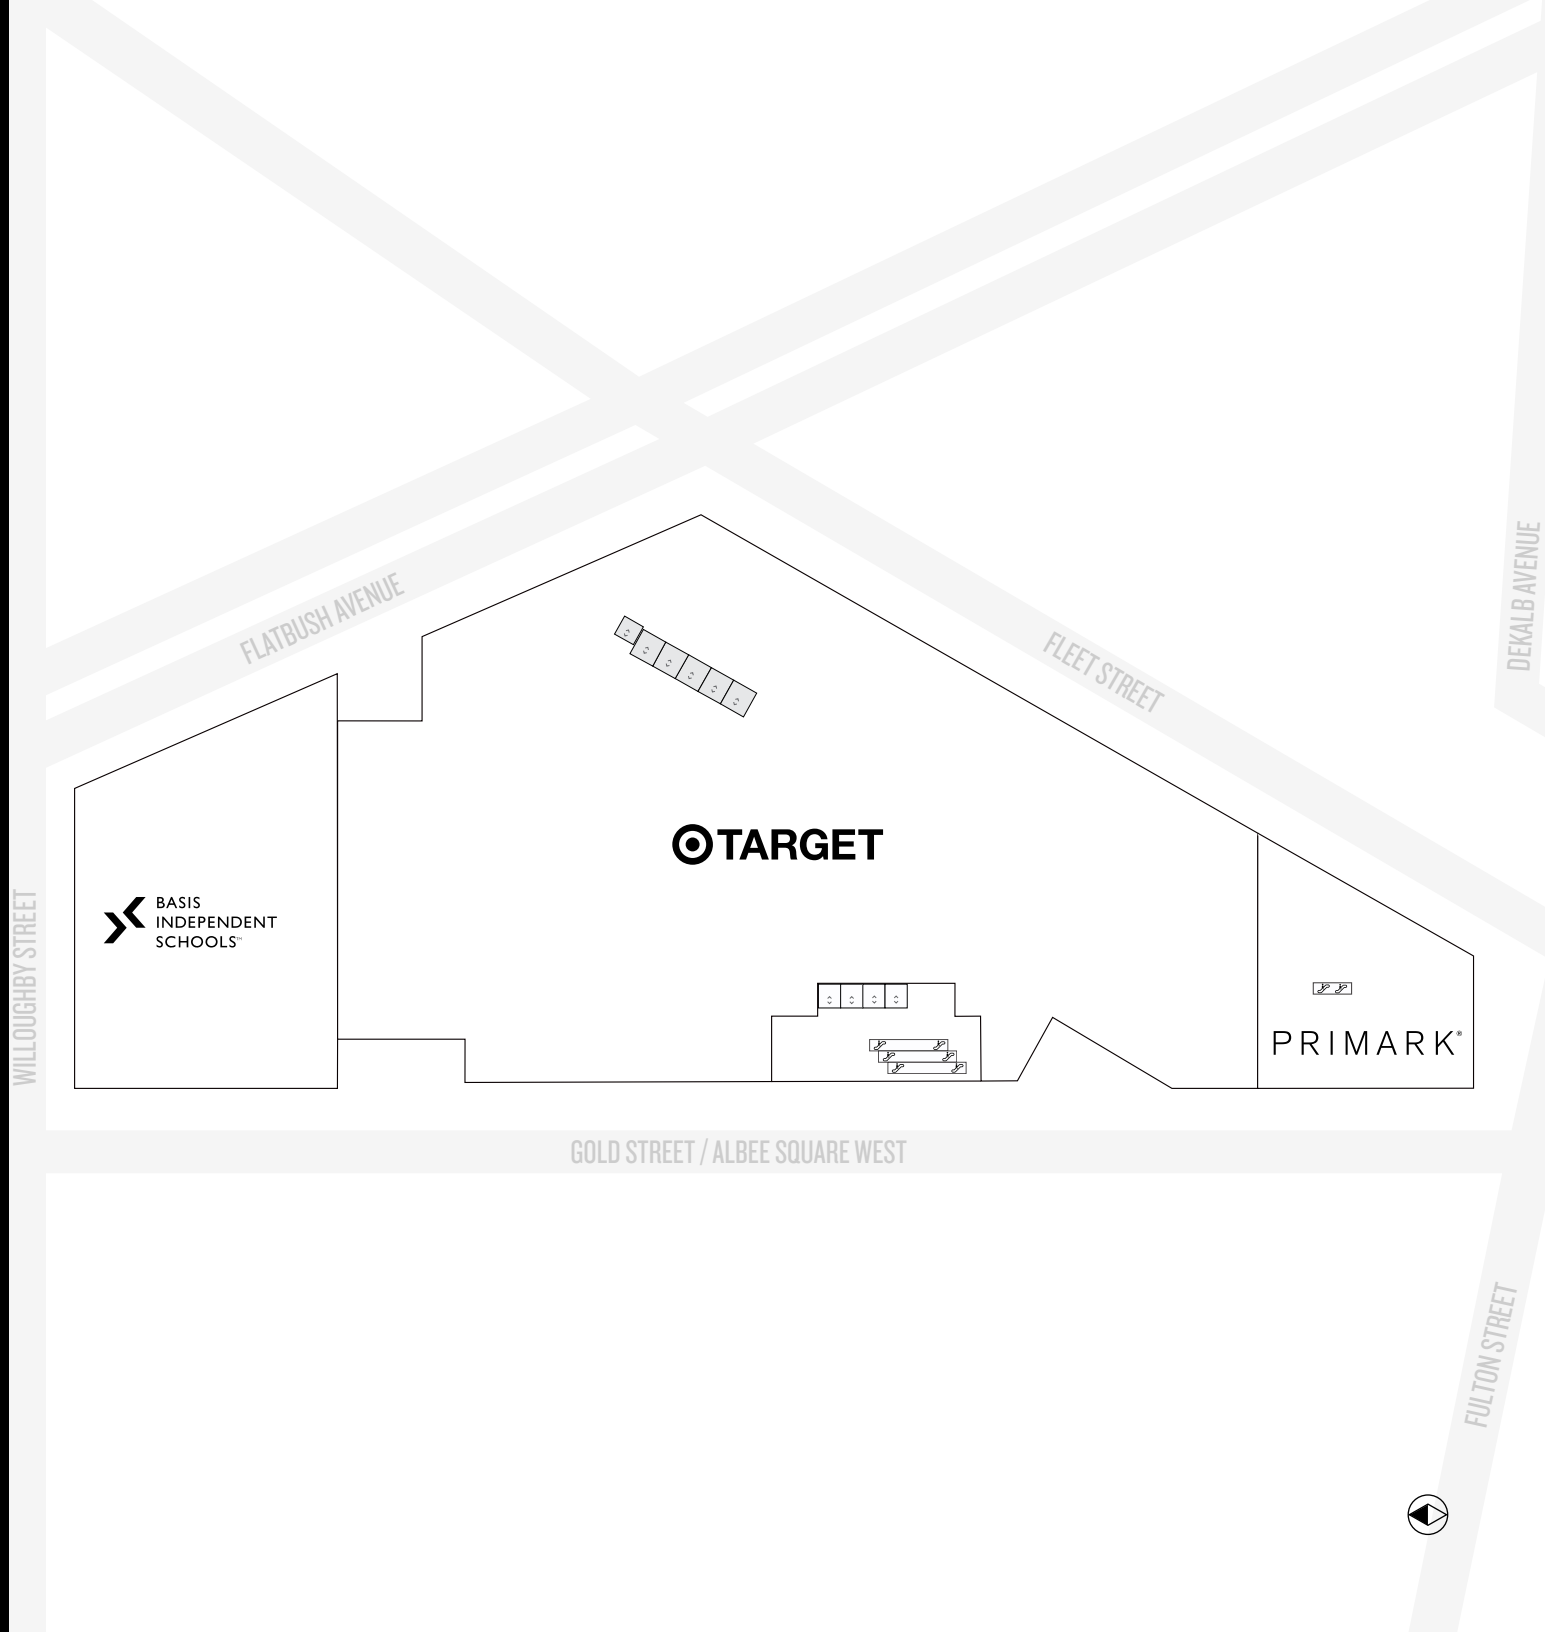 DEKALB AVENUE
FLATBUSH AVENUE
FLEET STREET
TARGET
WILLOUGHBY STREET
BASIS
INDEPENDENT
SCHOOLS™
PRIMARK®
GOLD STREET / ALBEE SQUARE WEST
FULTON STREET